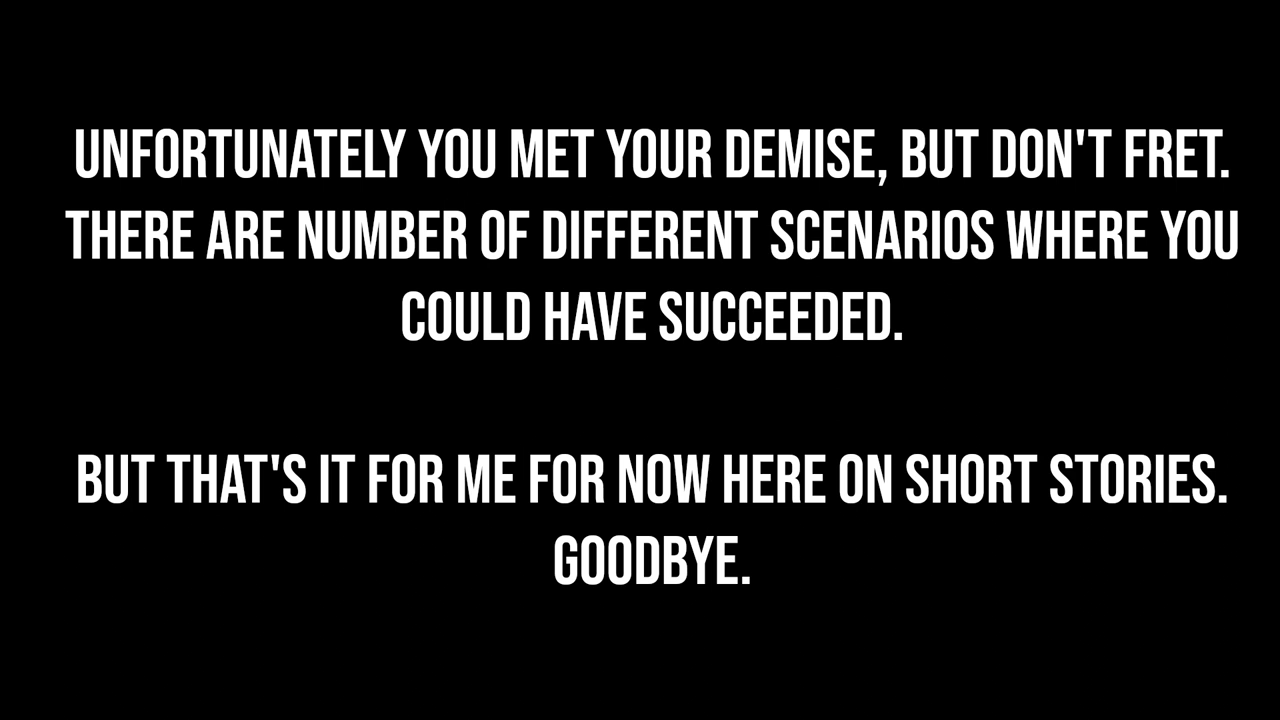 UNFORTUNATELY YOU MET YOUR DEMISE, BUT DON'T FRET.
THERE ARE NUMBER OF DIFFERENT SCENARIOS WHERE YOU
COULD HAVE SUCCEEDED.
BUT THAT'S IT FOR ME FOR NOW HERE ON SHORT STORIES.
GOODBYE.